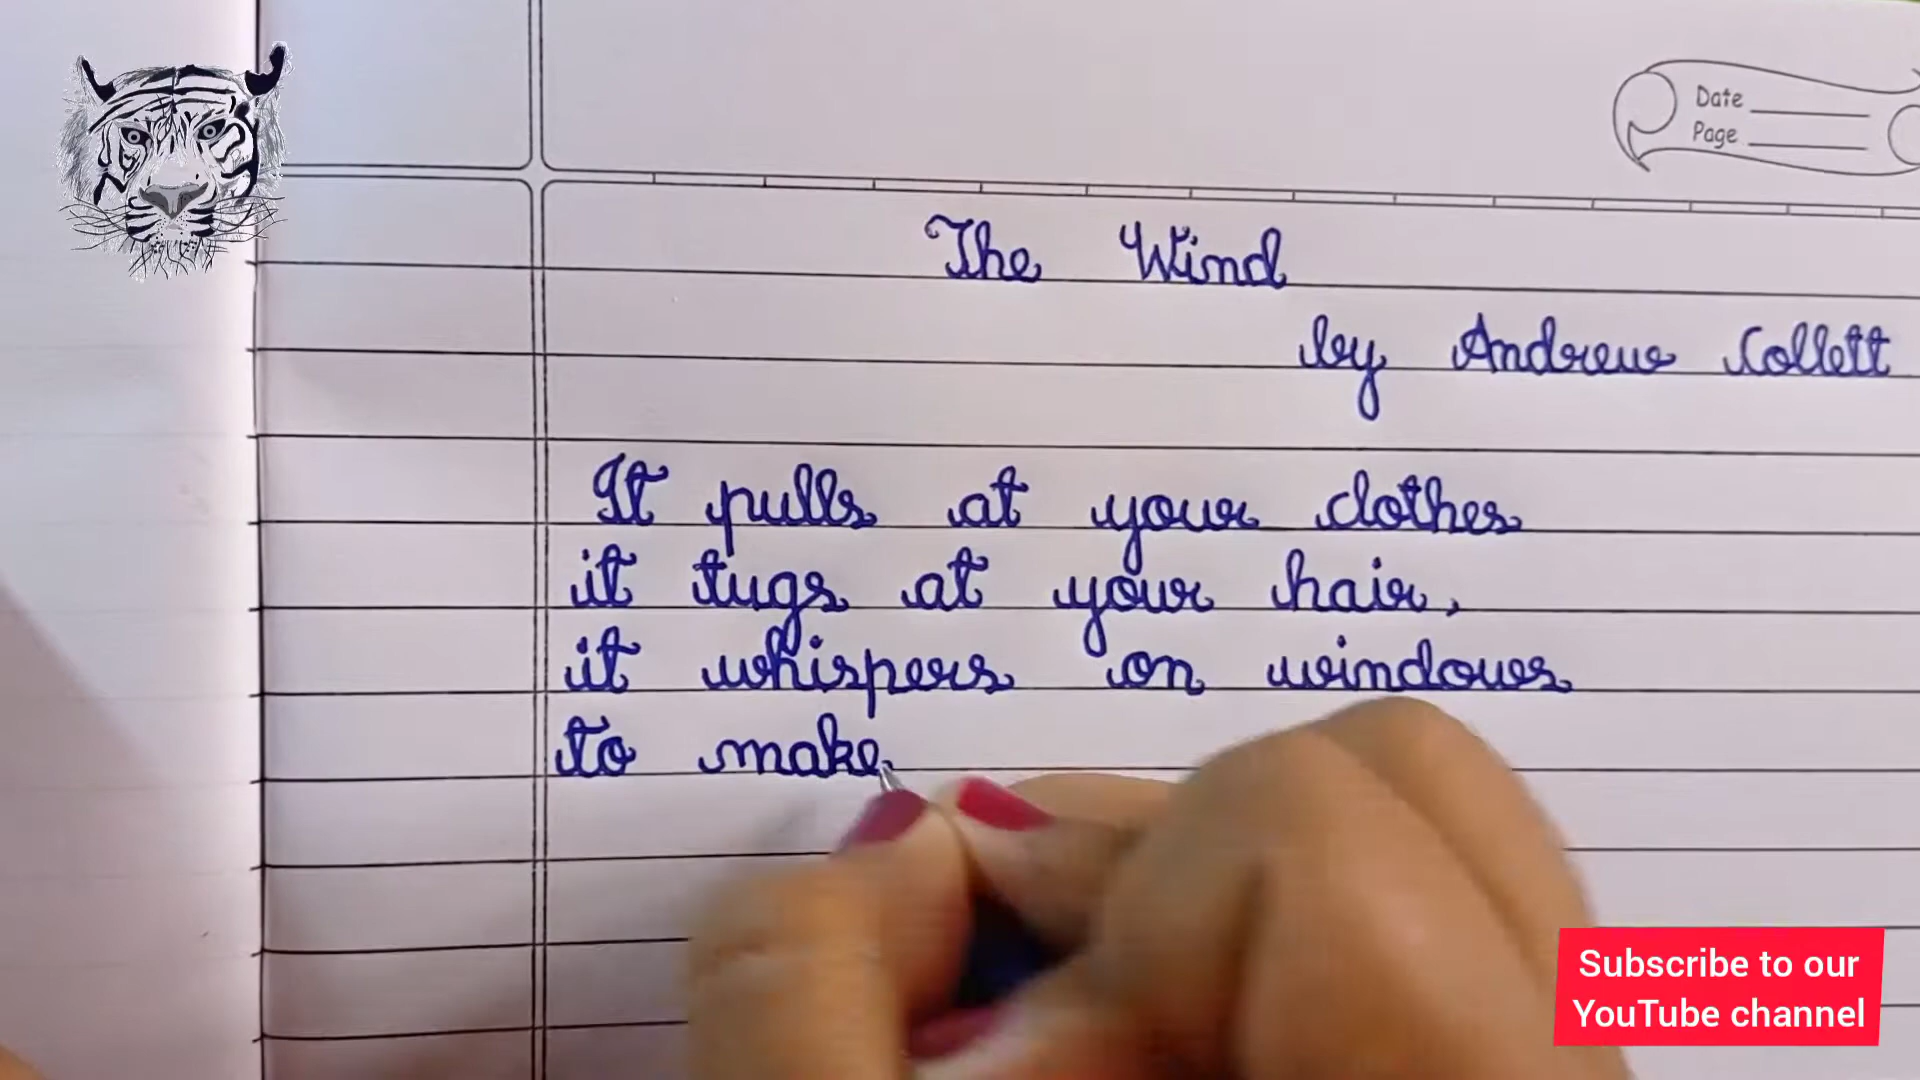 Date
Page
The Wind
by Andrew Collett
It pulls at your clothes
it tugs at your hair,
it whispers on windows
to make
Subscribe to our
YouTube channel